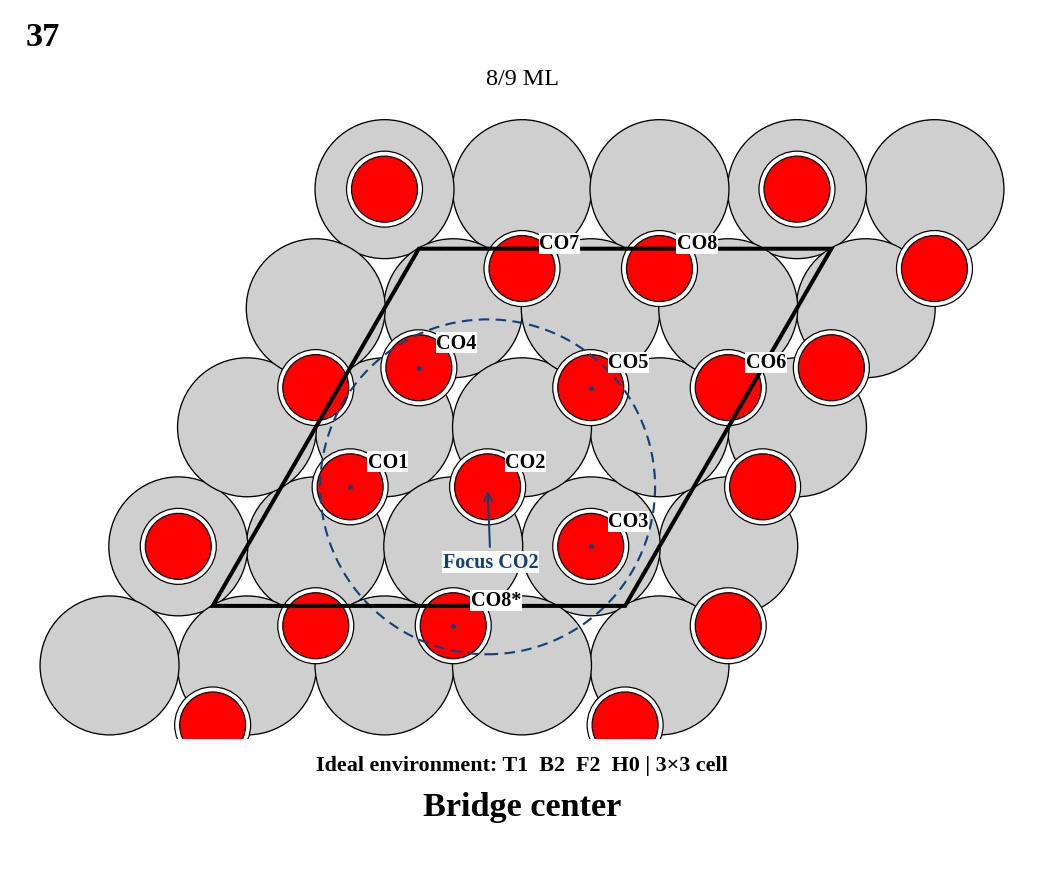 37
8/9 ML
CO7 CO8
CO4
CO5 CO6
CO1 CO2
CO3
Focus CO2
CO8*
Ideal environment: T1  B2  F2  H0 | 3×3 cell
Bridge center